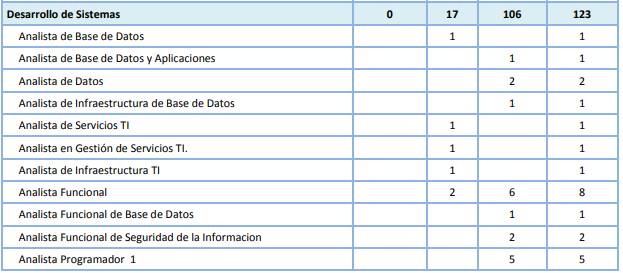 Desarrollo de Sistemas 0 17 106 123
Analista de Base de Datos 1 1
Analista de Base de Datos y Aplicaciones 1 1
Analista de Datos 2 2
Analista de Infraestructura de Base de Datos 1 1
Analista de Servicios TI 1 1
Analista en Gestión de Servicios TI. 1 1
Analista de Infraestructura TI 1 1
Analista Funcional 2 6 8
Analista Funcional de Base de Datos 1 1
Analista Funcional de Seguridad de la Informacion 2 2
Analista Programador 1 5 5